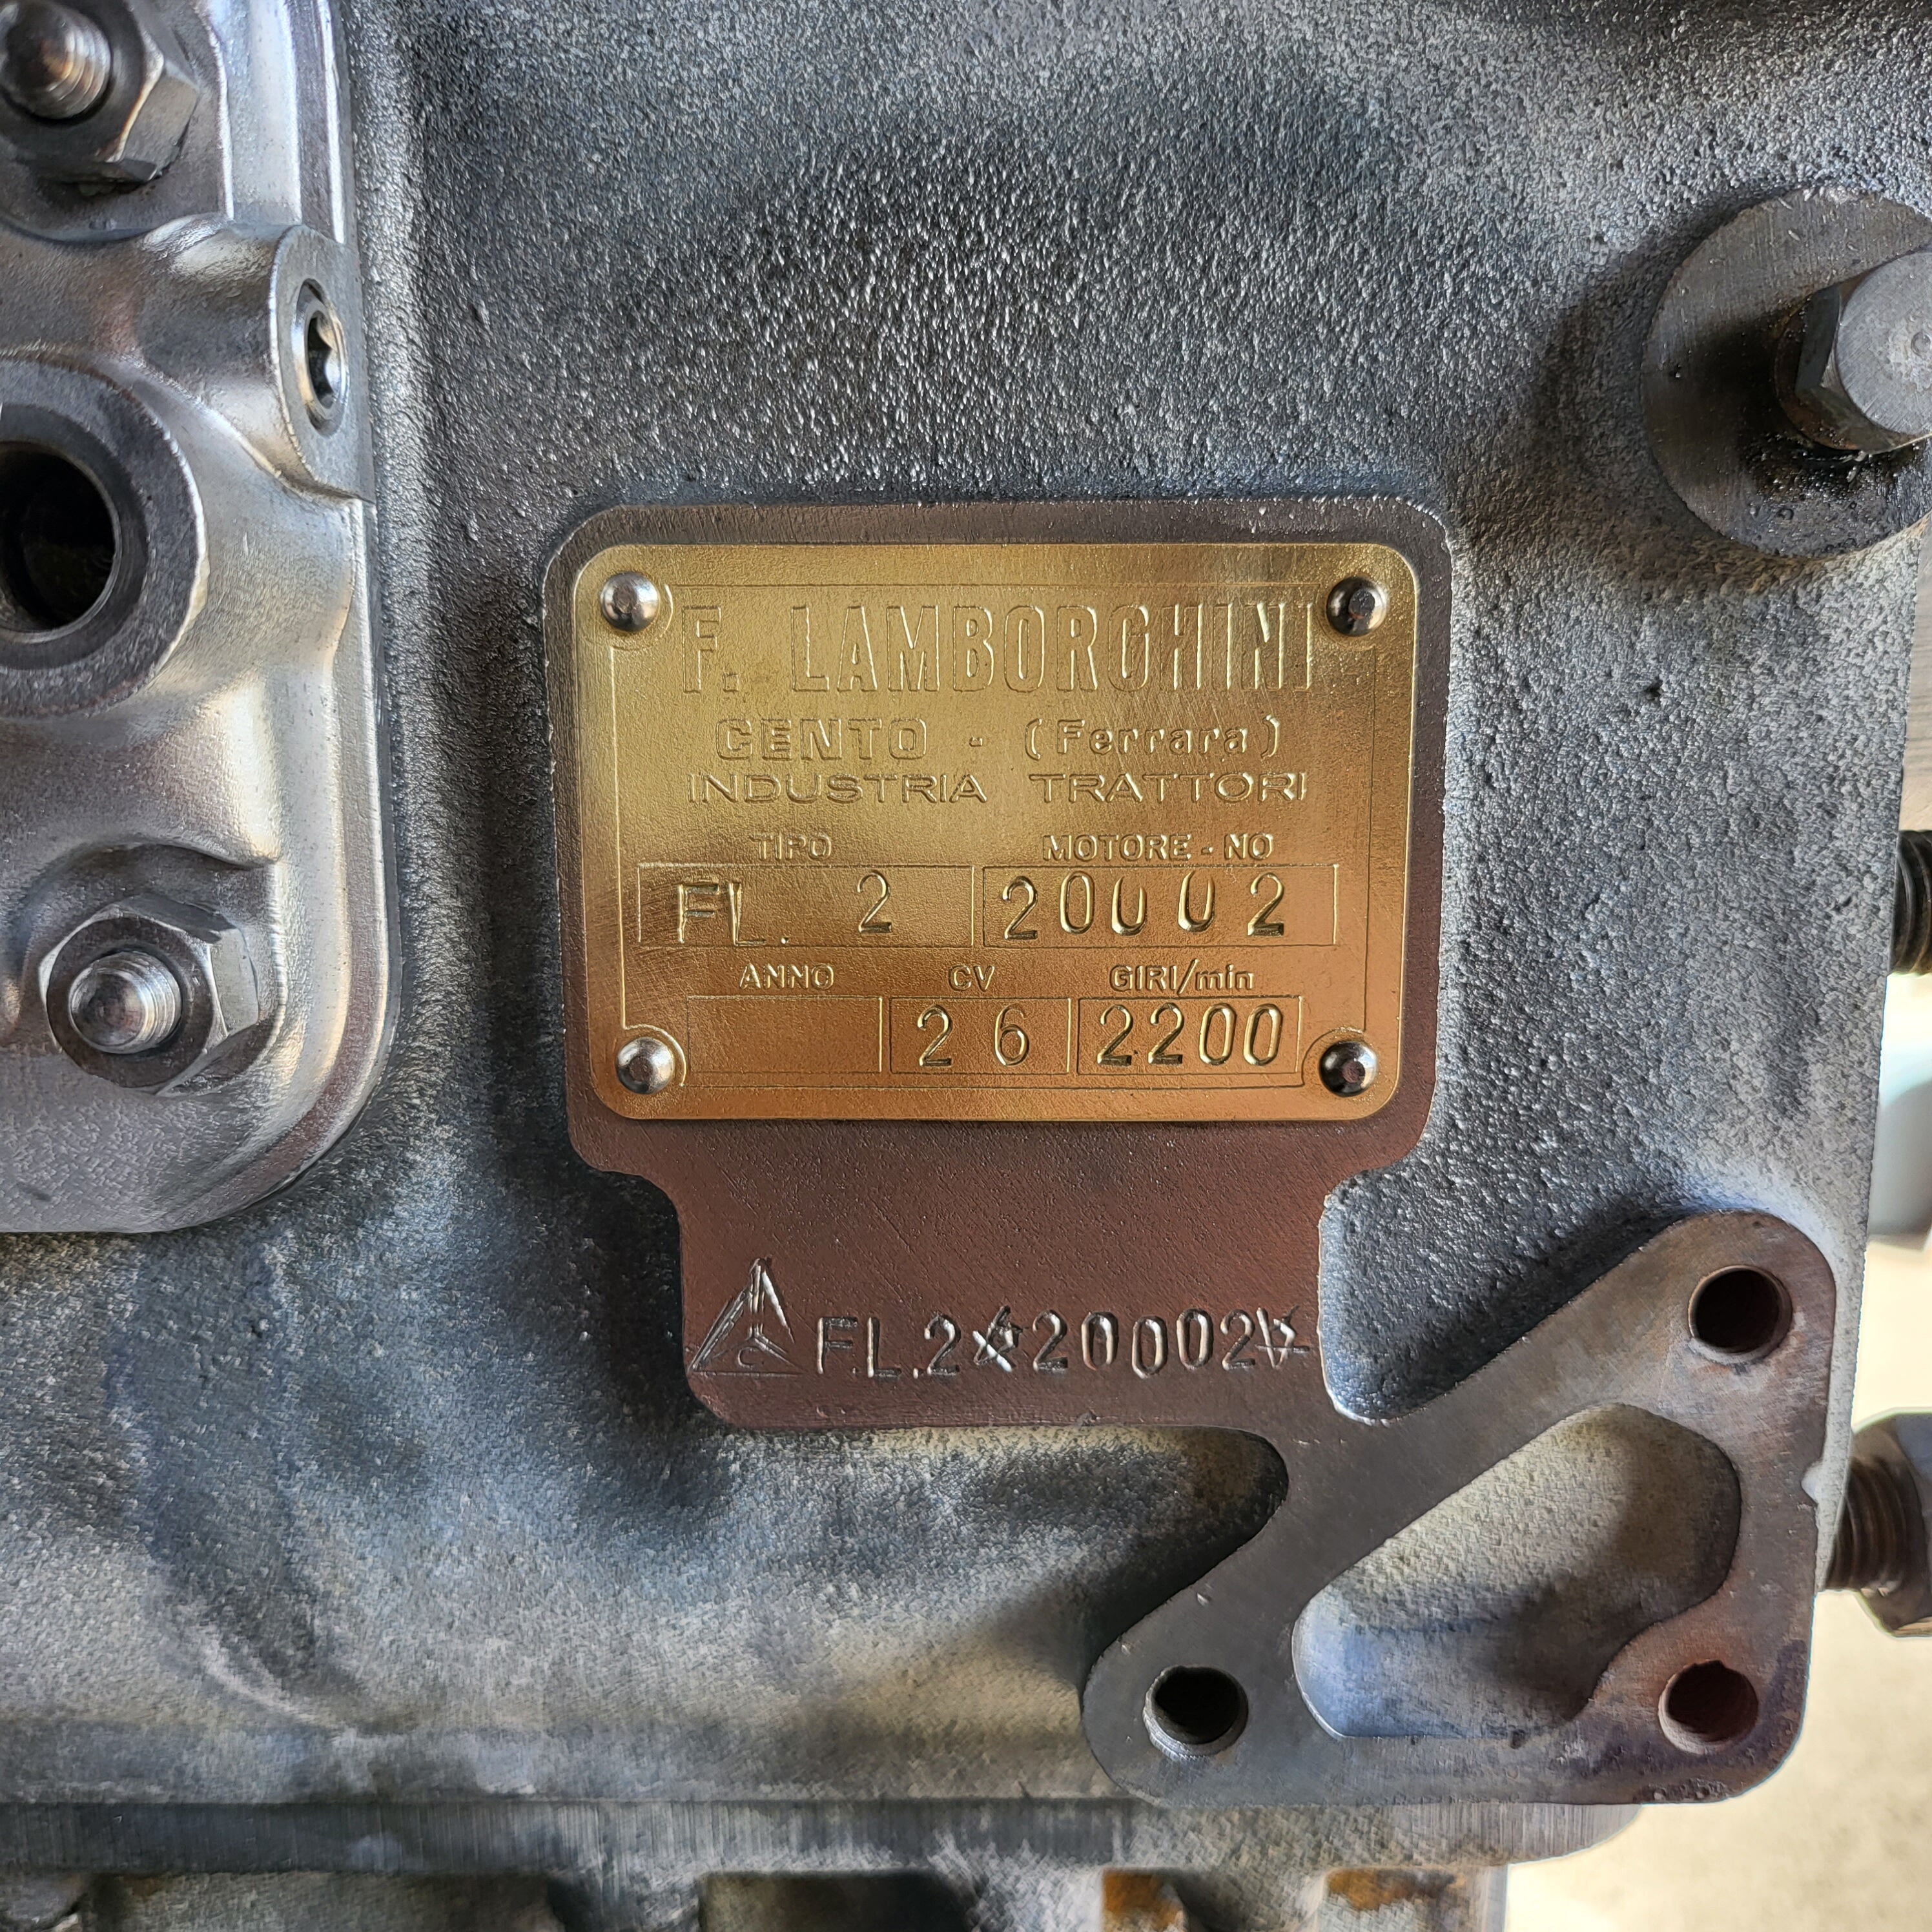 F. LAMBORGHINI
CENTO - (Ferrara)
INDUSTRIA TRATTORI
TIPO MOTORE - NO
FL. 2 20002
ANNO CV GIRI/min
26 2200
F.L.2 20002